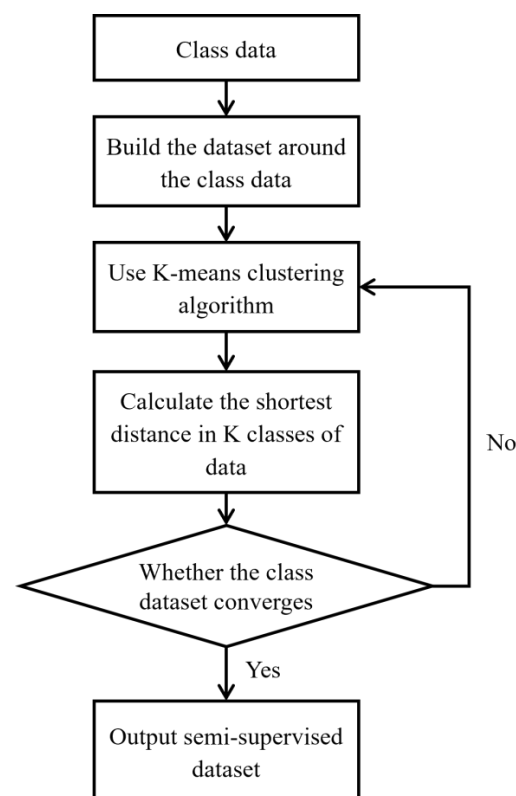 Class data
Build the dataset around
the class data
Use K-means clustering
algorithm
Calculate the shortest
distance in K classes of
data
No
Whether the class
dataset converges
Yes
Output semi-supervised
dataset